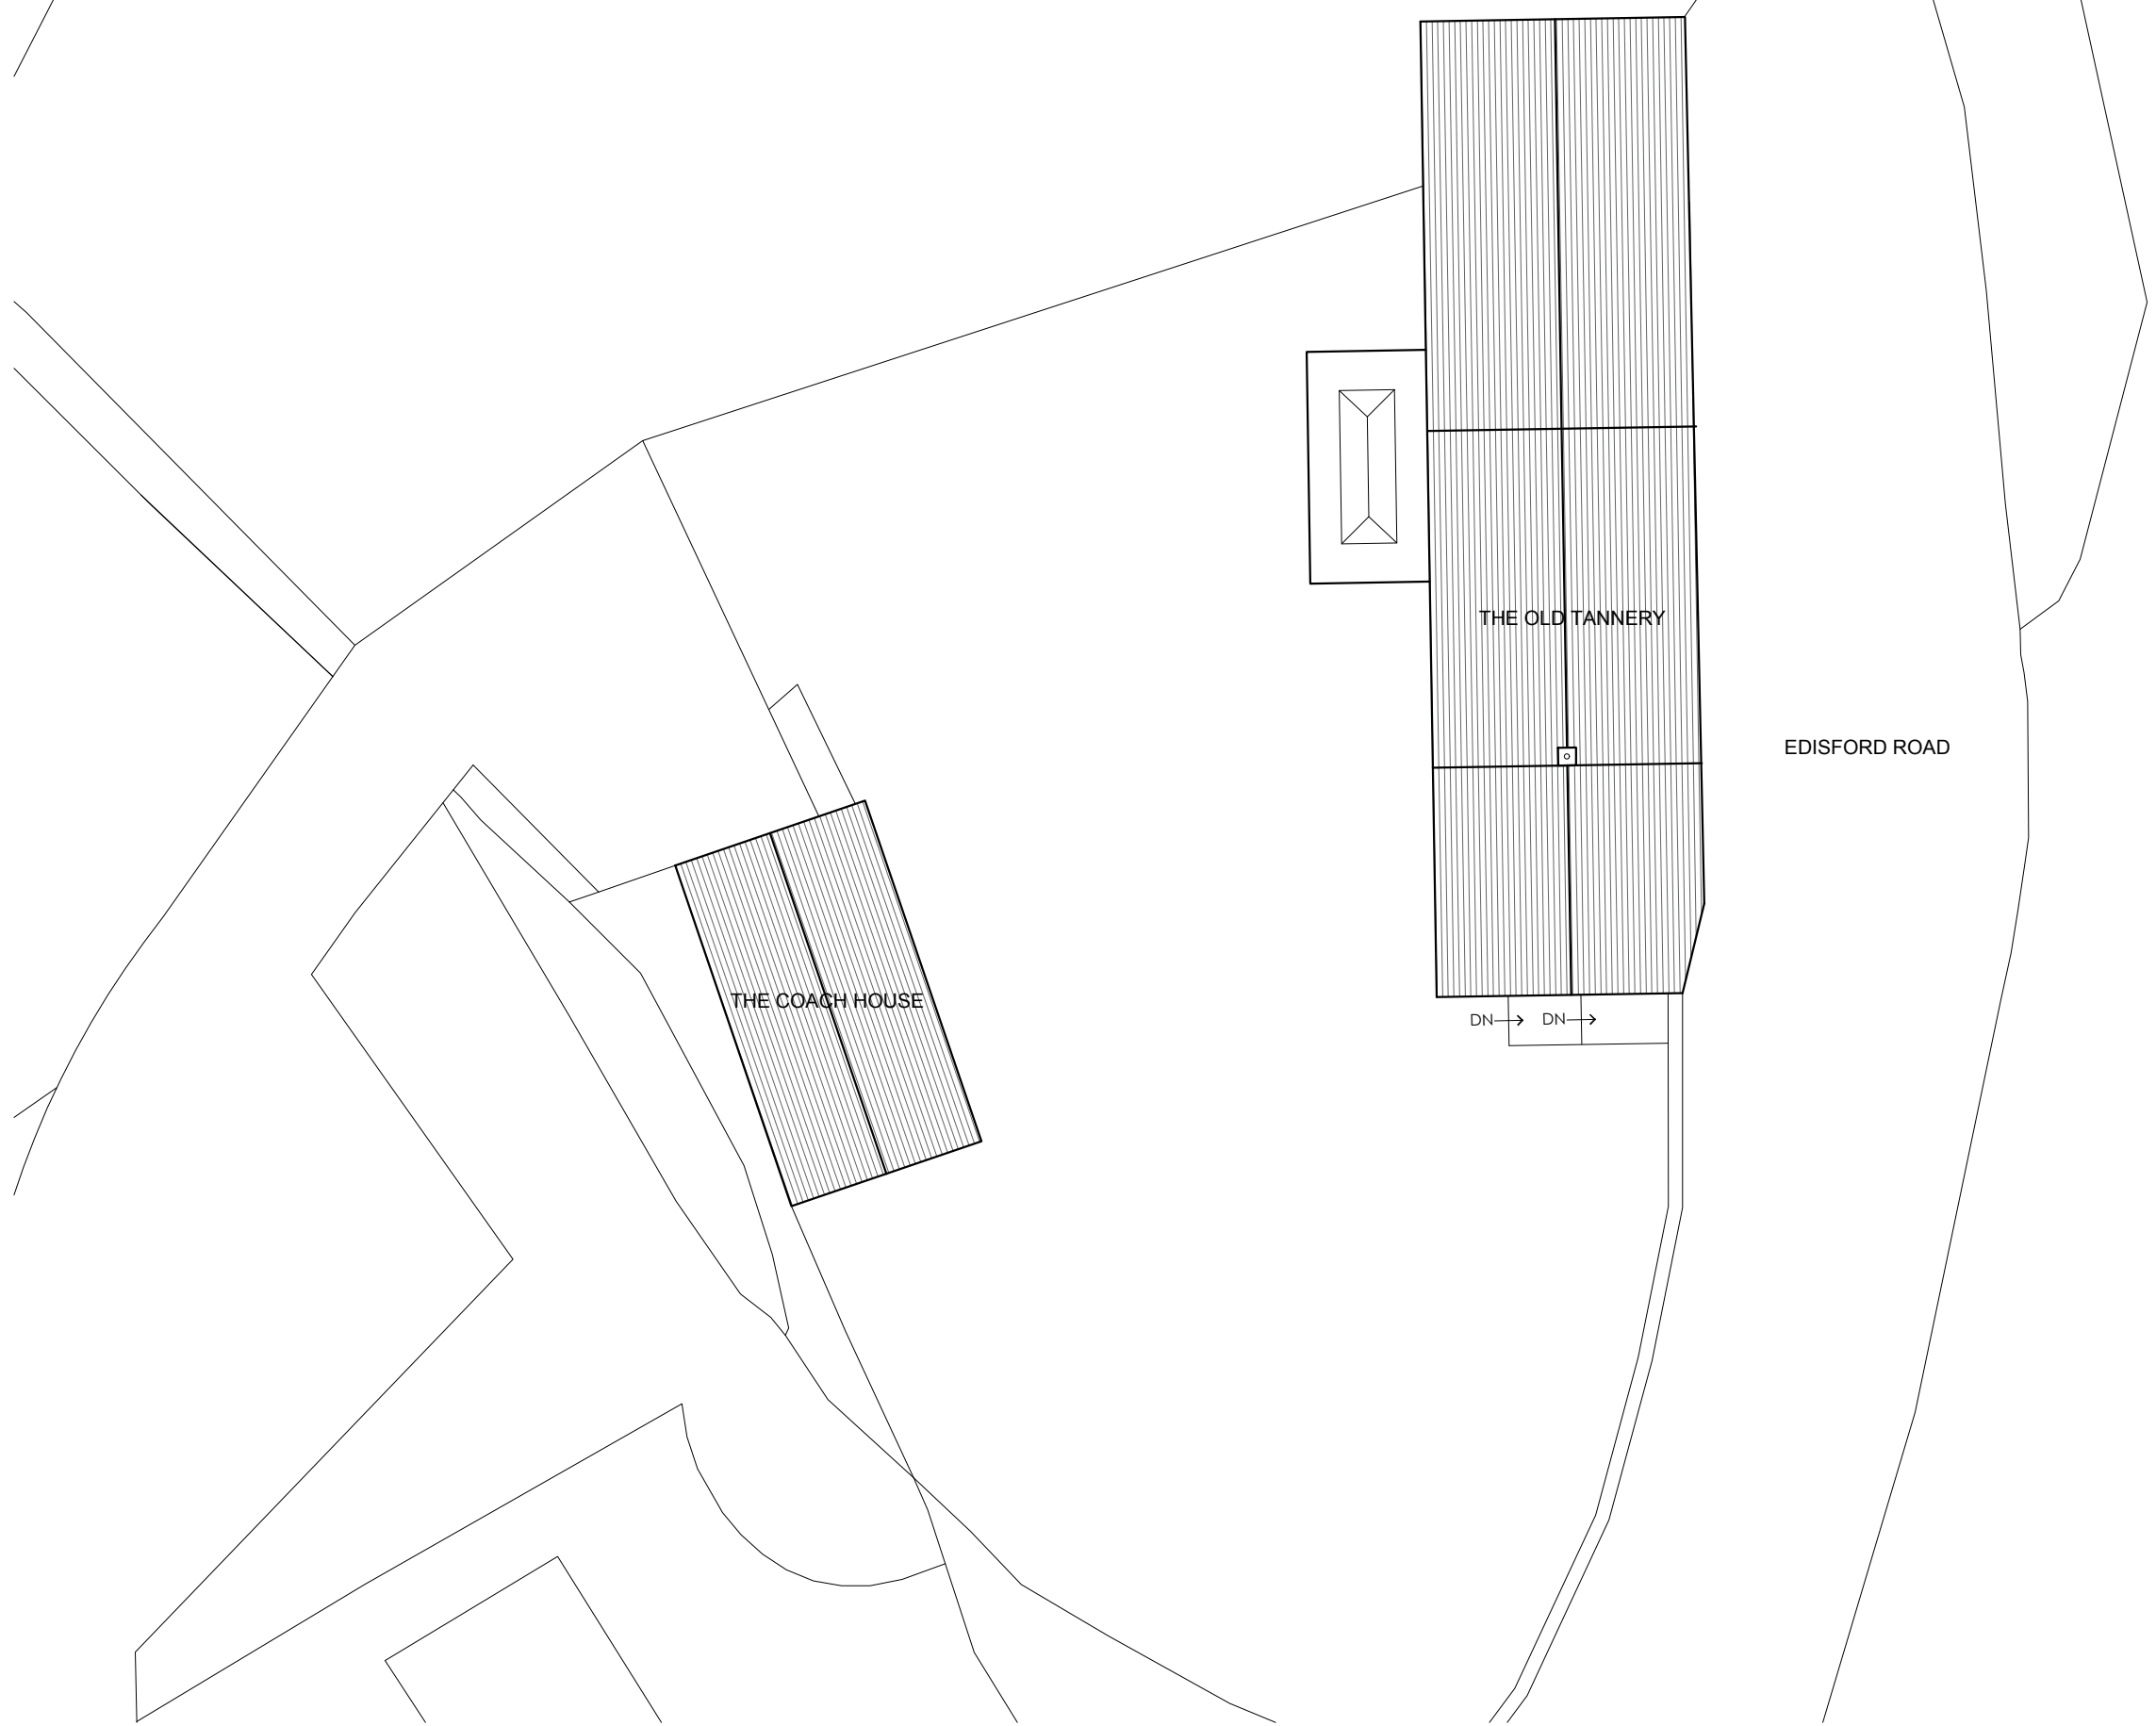 THE OLD TANNERY
EDISFORD ROAD
THE COACH HOUSE
DN
DN